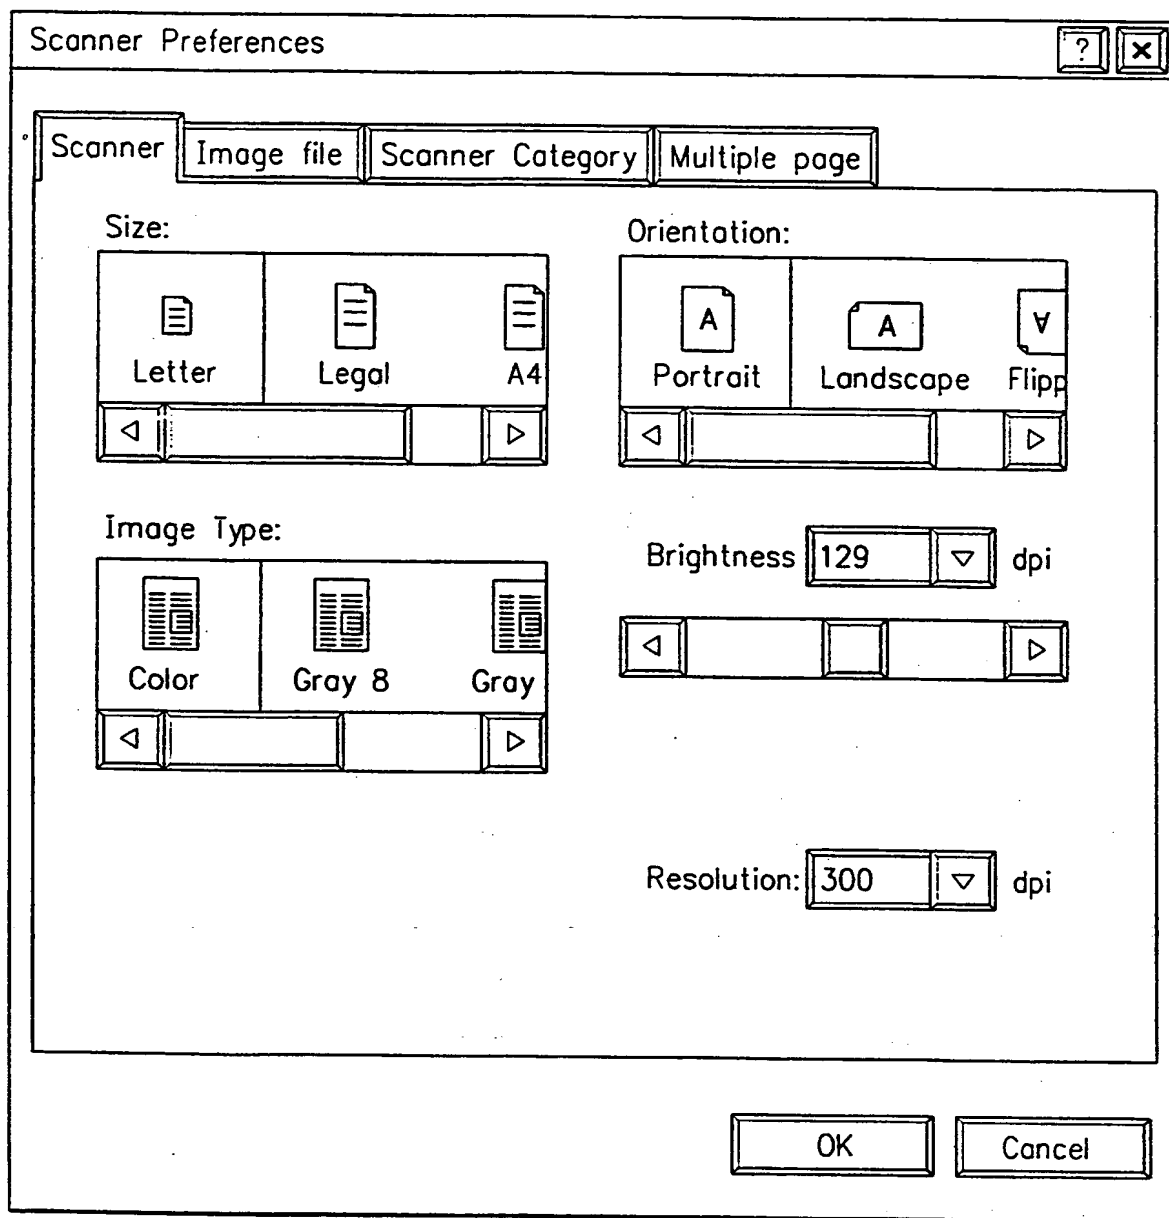 Scanner Preferences ?
Scanner Image file Scanner Category Multiple page
Size:
Letter Legal A4
Orientation:
A A A
Portrait Landscape Flipp
Image Type:
Color Gray 8 Gray
Brightness 129 dpi
Resolution: 300 dpi
OK Cancel